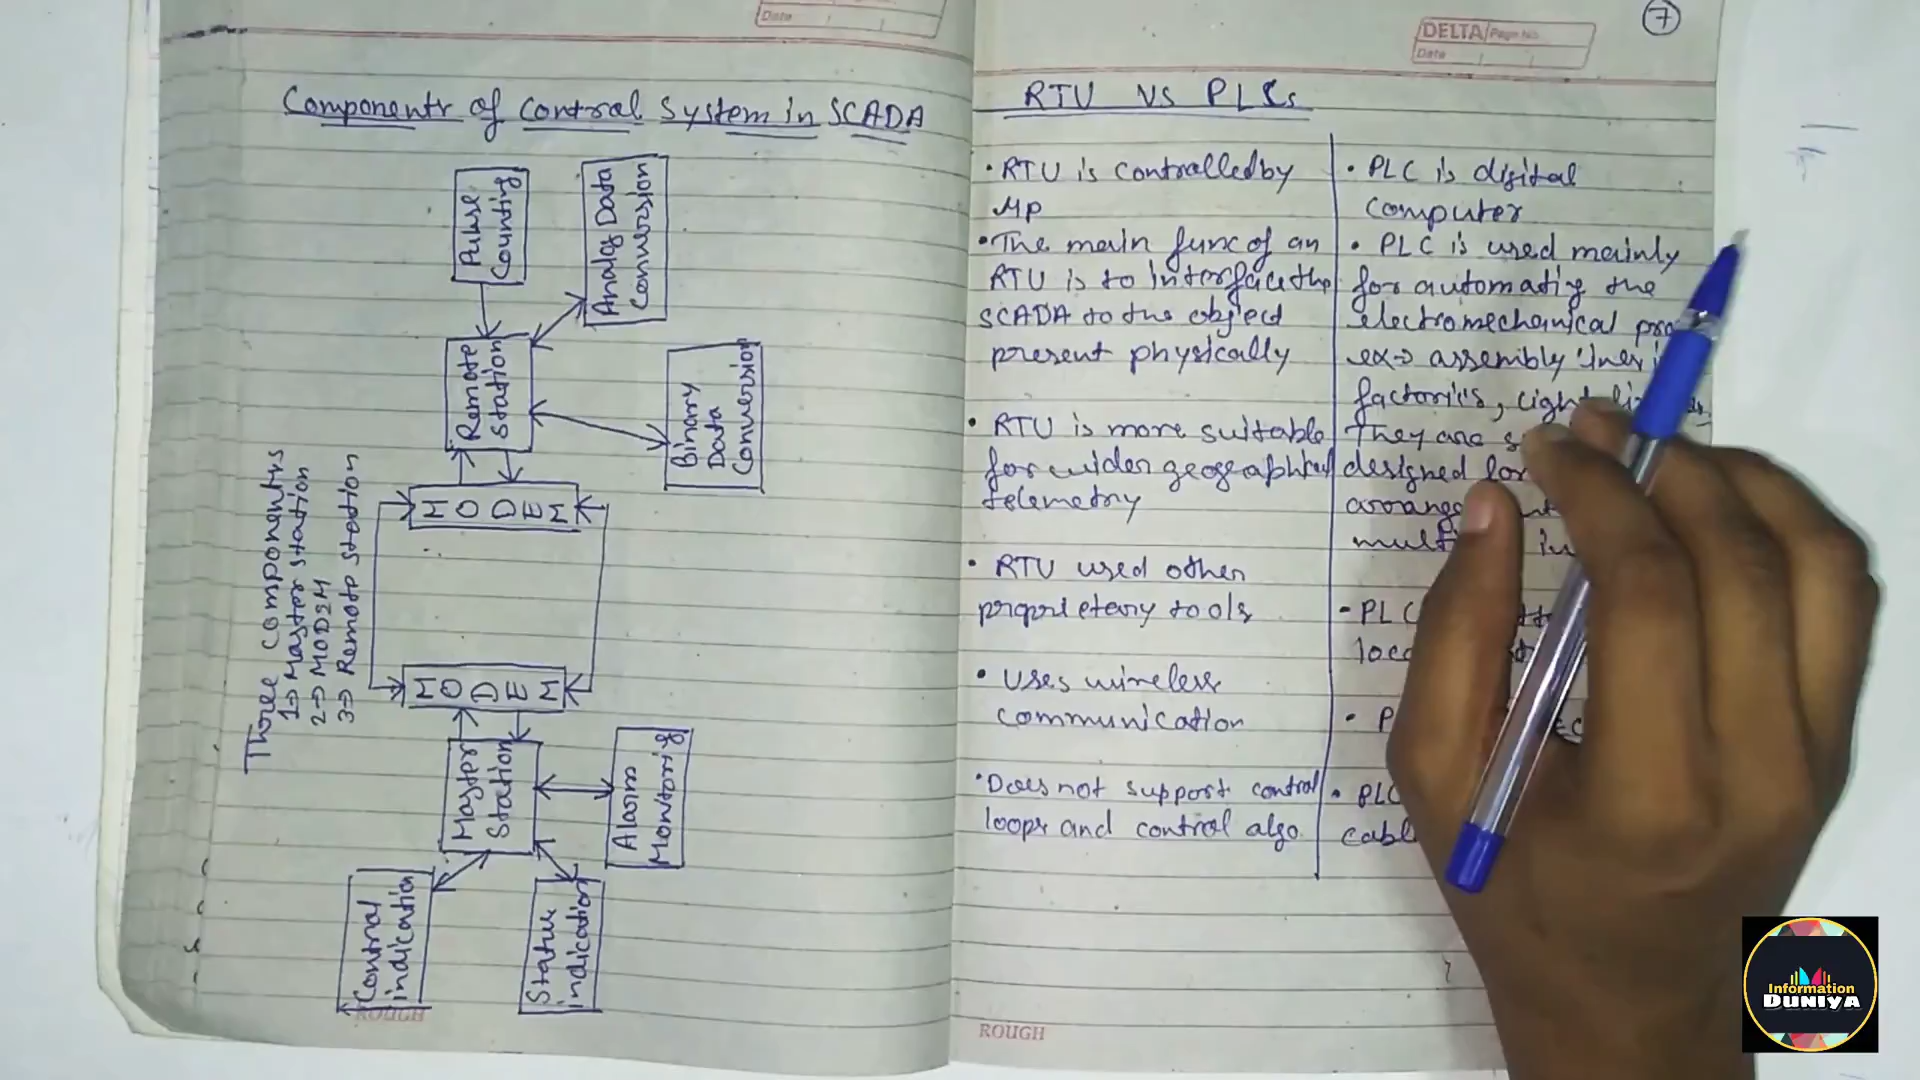 Date
Components of Control System in SCADA
Pulse
Counting
Analog Data
Conversion
Remote
Station
Binary
Data
Conversion
MODEM
Three components
1→ Master station
2→ MODEM
3→ Remote station
MODEM
Master
Station
Alarm
Monitoring
Control
indication
Status
indication
ROUGH
7
DELTA Page No.
Date
RTU VS PLCs
• RTU is controlled by
μp
• The main func of an
RTU is to interface the
SCADA to the object
present physically
• RTU is more suitable
for wider geographical
telemetry
• RTU used other
proprietary tools
• Uses wireless
communication
• Does not support control
loops and control algo.
• PLC is digital
computer
• PLC is used mainly
for automating the
electromechanical
ex→ assembly lines
factories, light
They are
designed for
multi
• PLC
• PLC
ROUGH
Information
Duniya